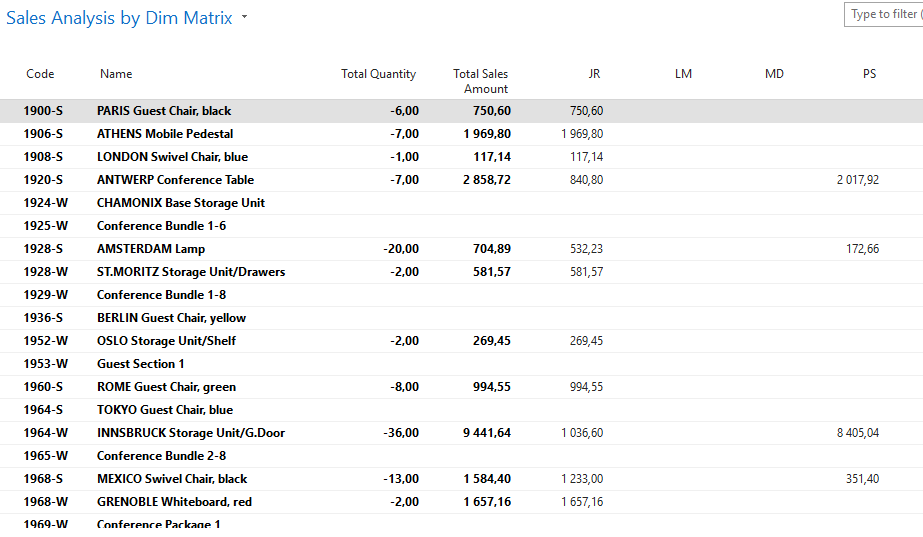 Sales Analysis by Dim Matrix
Type to filter (
Code Name Total Quantity Total Sales Amount JR LM MD PS
1900-S PARIS Guest Chair, black -6,00 750,60 750,60
1906-S ATHENS Mobile Pedestal -7,00 1 969,80 1 969,80
1908-S LONDON Swivel Chair, blue -1,00 117,14 117,14
1920-S ANTWERP Conference Table -7,00 2 858,72 840,80 2 017,92
1924-W CHAMONIX Base Storage Unit
1925-W Conference Bundle 1-6
1928-S AMSTERDAM Lamp -20,00 704,89 532,23 172,66
1928-W ST.MORITZ Storage Unit/Drawers -2,00 581,57 581,57
1929-W Conference Bundle 1-8
1936-S BERLIN Guest Chair, yellow
1952-W OSLO Storage Unit/Shelf -2,00 269,45 269,45
1953-W Guest Section 1
1960-S ROME Guest Chair, green -8,00 994,55 994,55
1964-S TOKYO Guest Chair, blue
1964-W INNSBRUCK Storage Unit/G.Door -36,00 9 441,64 1 036,60 8 405,04
1965-W Conference Bundle 2-8
1968-S MEXICO Swivel Chair, black -13,00 1 584,40 1 233,00 351,40
1968-W GRENOBLE Whiteboard, red -2,00 1 657,16 1 657,16
1969-W Conference Package 1